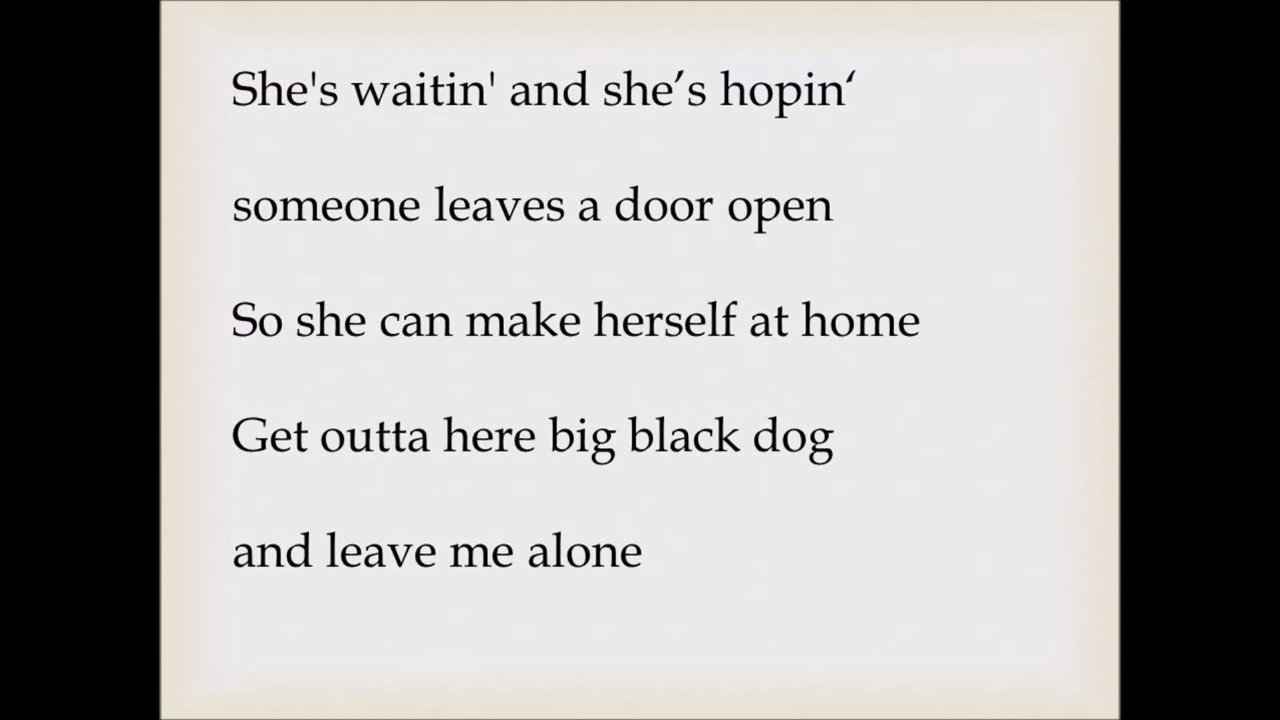 She's waitin' and she’s hopin‘
someone leaves a door open
So she can make herself at home
Get outta here big black dog
and leave me alone